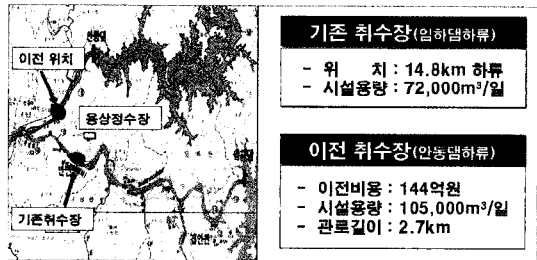 이전 위치
용상정수장
기존취수장
기존 취수장(임하댐하류)
- 위 치 : 14.8km 하류
- 시설용량 : 72,000m³/일
이전 취수장(안동댐하류)
- 이전비용 : 144억원
- 시설용량 : 105,000m³/일
- 관로길이 : 2.7km